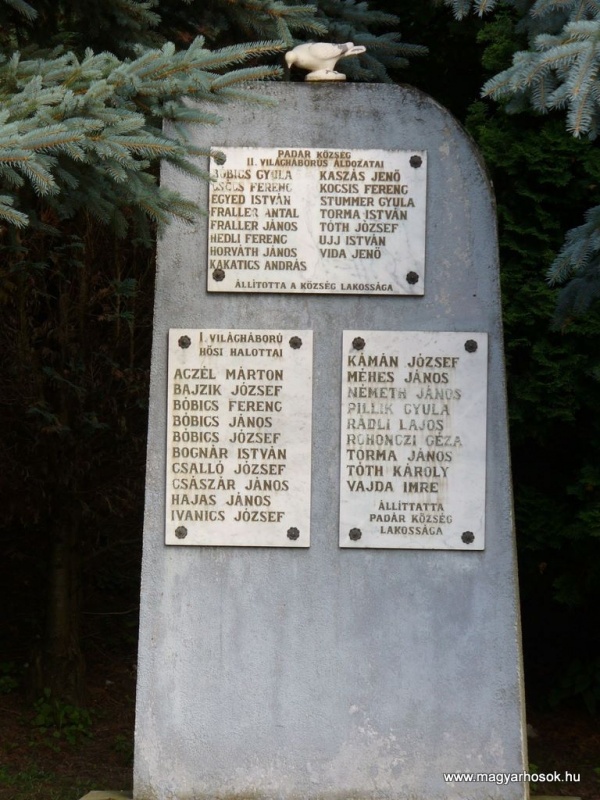 PADÁR KÖZSÉG
II. VILÁGHÁBORÚS ÁLDOZATAI
BÓBICS GYULA
CSŐCS FERENC
EGYED ISTVÁN
FRALLER ANTAL
FRALLER JÁNOS
HEDLI FERENC
HORVÁTH JÁNOS
KAKATICS ANDRÁS
KASZÁS JENŐ
KOCSIS FERENC
STUMMER GYULA
TORMA ISTVÁN
TÓTH JÓZSEF
UJJ ISTVÁN
VIDA JENŐ
ÁLLÍTOTTA A KÖZSÉG LAKOSSÁGA
I. VILÁGHÁBORÚ
HŐSI HALOTTAI
ACZÉL MÁRTON
BAJZIK JÓZSEF
BÓBICS FERENC
BÓBICS JÁNOS
BÓBICS JÓZSEF
BOGNÁR ISTVÁN
CSALLÓ JÓZSEF
CSÁSZÁR JÁNOS
HAJAS JÁNOS
IVANICS JÓZSEF
KÁMÁN JÓZSEF
MÉHES JÁNOS
NÉMETH JÁNOS
PILLIK GYULA
RÁDLI LAJOS
ROHONCZI GÉZA
TORMA JÁNOS
TÓTH KÁROLY
VAJDA IMRE
ÁLLÍTTATTA
PADÁR KÖZSÉG
LAKOSSÁGA
www.magyarhosok.hu